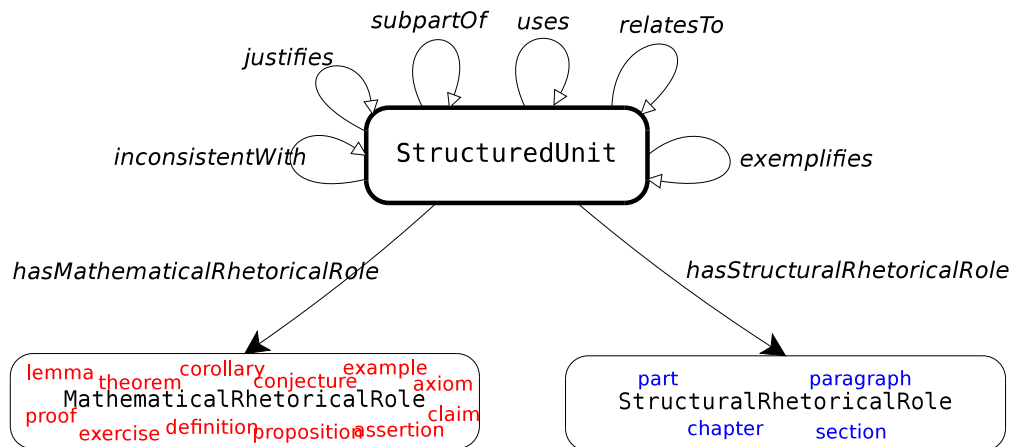 subpartOf
uses
relatesTo
justifies
inconsistentWith
StructuredUnit
exemplifies
hasMathematicalRhetoricalRole
hasStructuralRhetoricalRole
lemma
theorem
corollary
conjecture
example
axiom
MathematicalRhetoricalRole
proof
exercise
definition
proposition
assertion
claim
part
paragraph
StructuralRhetoricalRole
chapter
section